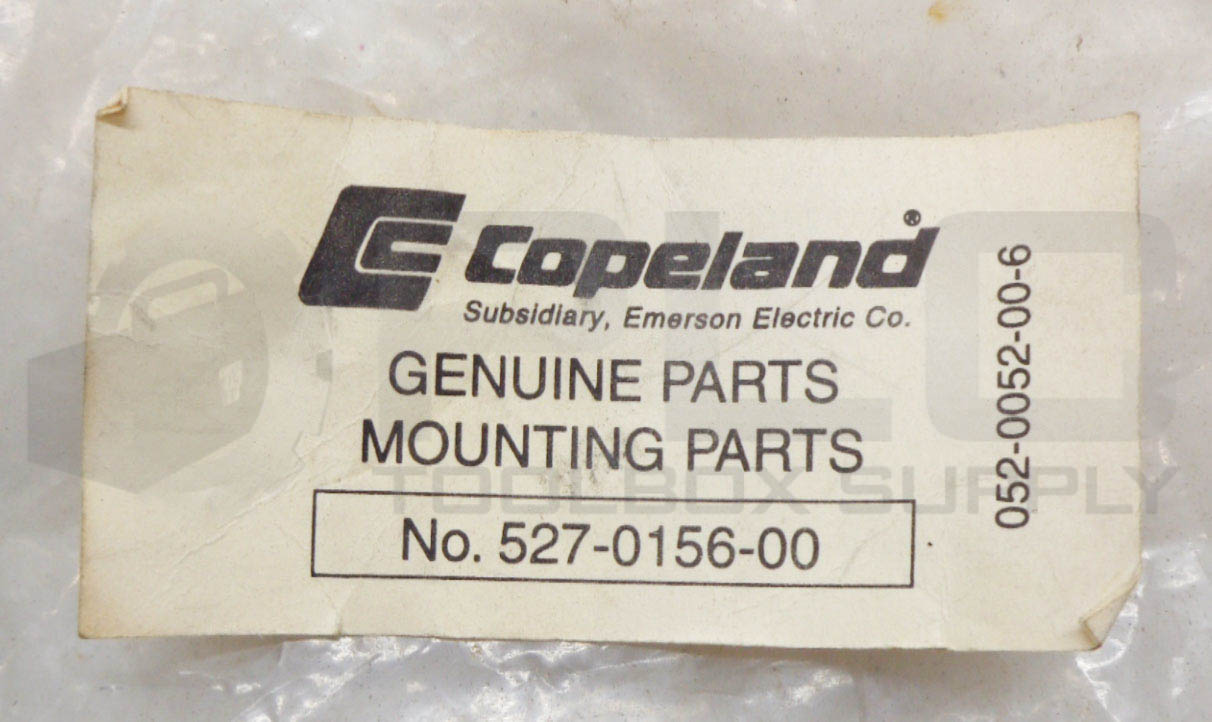 Copeland®
Subsidiary, Emerson Electric Co.
GENUINE PARTS
MOUNTING PARTS
No. 527-0156-00
052-0052-00-6
PLC
TOOLBOX SUPPLY